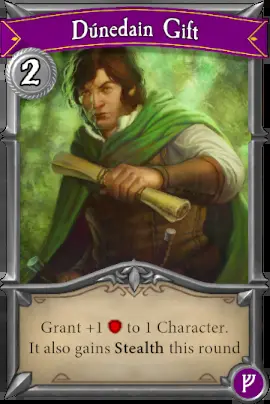 Dúnedain Gift
2
Grant +1 to 1 Character.
It also gains Stealth this round
ᚠ